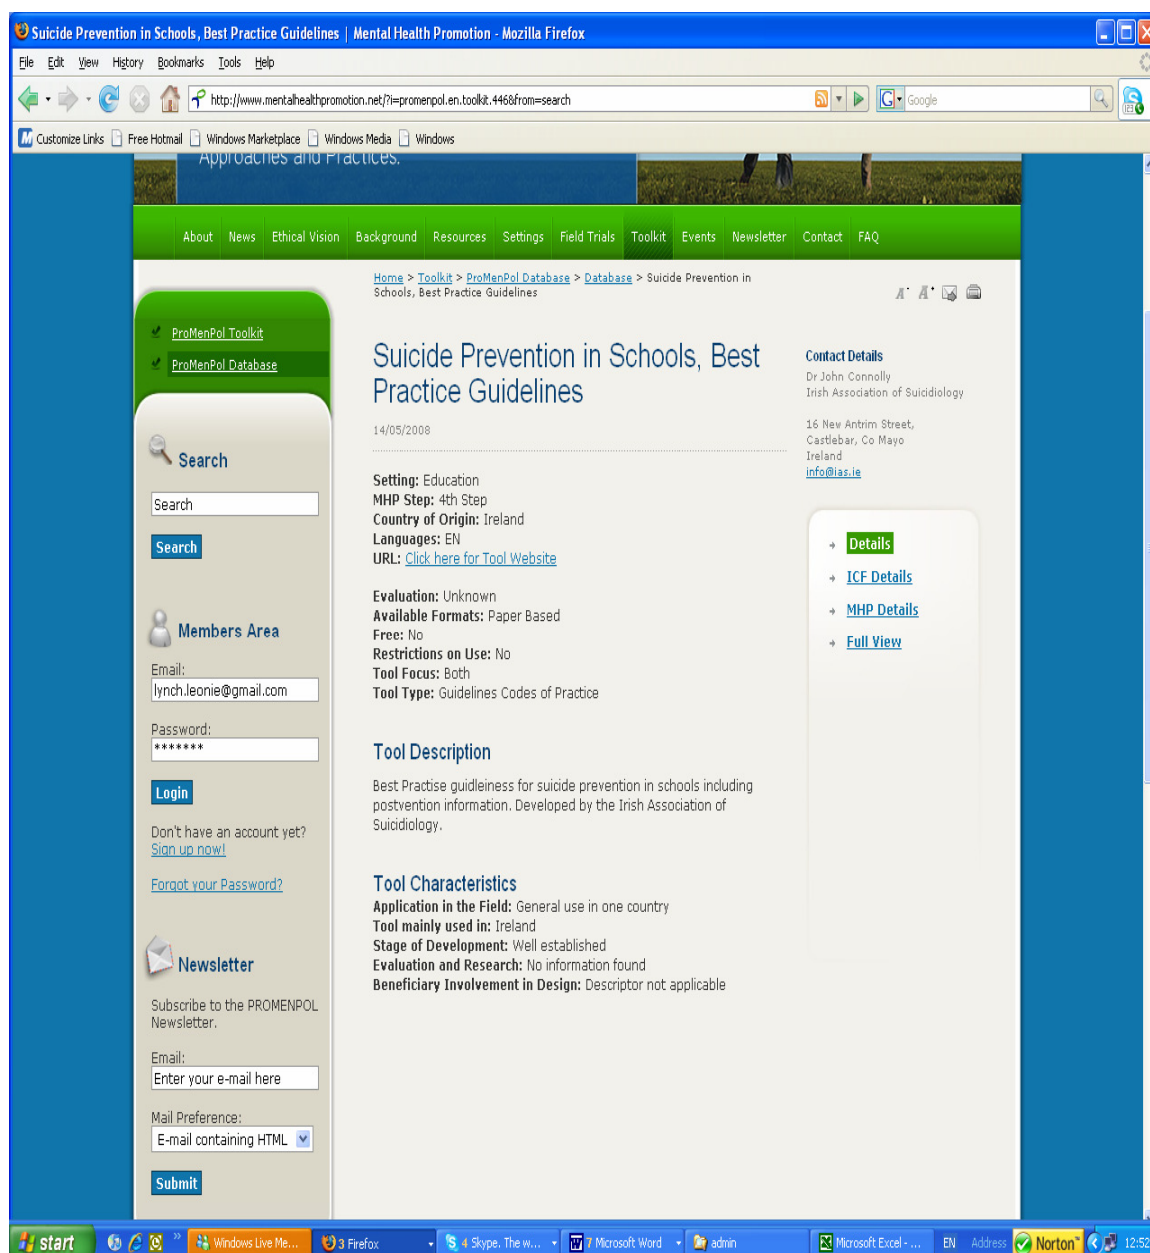 Suicide Prevention in Schools, Best Practice Guidelines | Mental Health Promotion - Mozilla Firefox
File Edit View History Bookmarks Tools Help
http://www.mentalhealthpromotion.net/?i=promenpol.en.toolkit.446&from=search
Google
Customize Links Free Hotmail Windows Marketplace Windows Media Windows
Approaches and Practices.
About News Ethical Vision Background Resources Settings Field Trials Toolkit Events Newsletter Contact FAQ
Home > Toolkit > ProMenPol Database > Database > Suicide Prevention in
Schools, Best Practice Guidelines
ProMenPol Toolkit
ProMenPol Database
Search
Search
Search
Members Area
Email:
lynch.leonie@gmail.com
Password:
*******
Login
Don't have an account yet?
Sign up now!
Forgot your Password?
Newsletter
Subscribe to the PROMENPOL
Newsletter.
Email:
Enter your e-mail here
Mail Preference:
E-mail containing HTML
Submit
Suicide Prevention in Schools, Best
Practice Guidelines
14/05/2008
Setting: Education
MHP Step: 4th Step
Country of Origin: Ireland
Languages: EN
URL: Click here for Tool Website
Evaluation: Unknown
Available Formats: Paper Based
Free: No
Restrictions on Use: No
Tool Focus: Both
Tool Type: Guidelines Codes of Practice
Tool Description
Best Practise guidleiness for suicide prevention in schools including
postvention information. Developed by the Irish Association of
Suicidiology.
Tool Characteristics
Application in the Field: General use in one country
Tool mainly used in: Ireland
Stage of Development: Well established
Evaluation and Research: No information found
Beneficiary Involvement in Design: Descriptor not applicable
Contact Details
Dr John Connolly
Irish Association of Suicidiology
16 New Antrim Street,
Castlebar, Co Mayo
Ireland
info@ias.ie
Details
ICF Details
MHP Details
Full View
start Windows Live Me... 3 Firefox 4 Skype. The w... 7 Microsoft Word admin Microsoft Excel - ... EN Address Norton 12:52